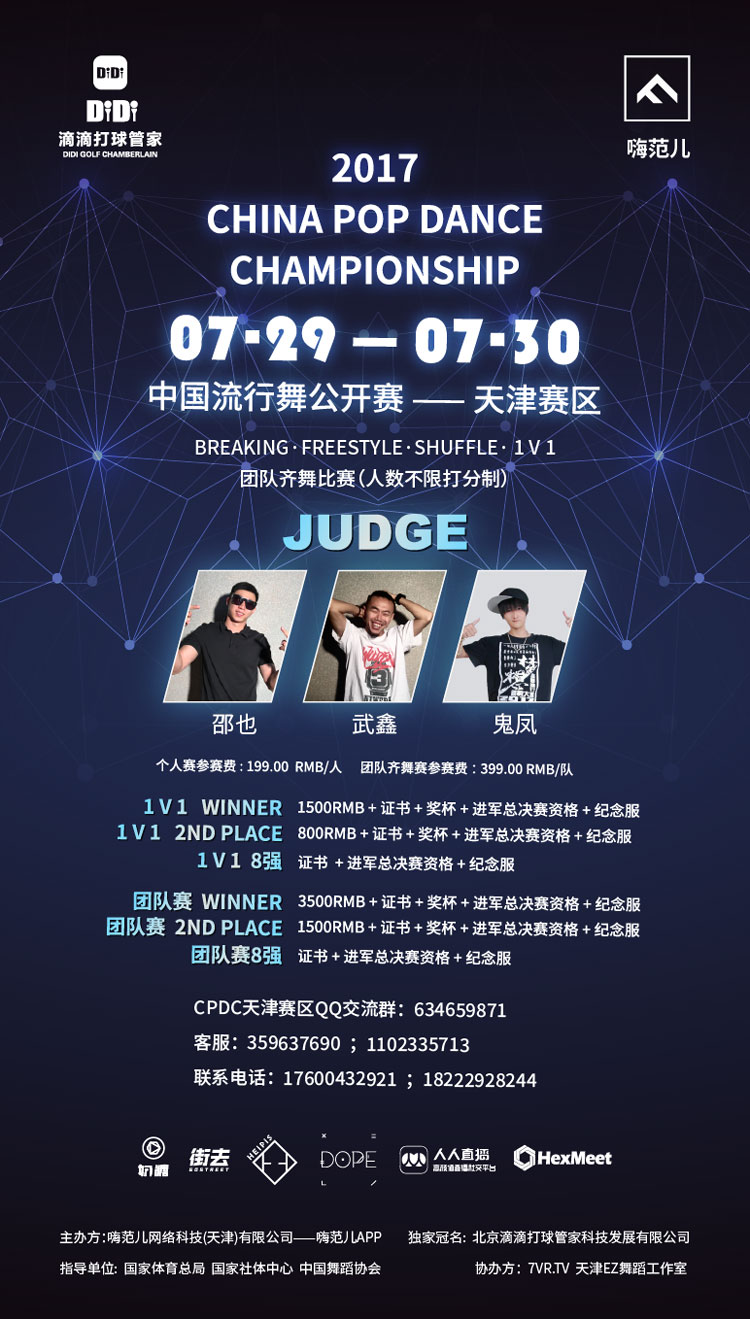 DiDi
DiDi
滴滴打球管家
DIDI GOLF CHAMBERLAIN
嗨范儿
2017
CHINA POP DANCE
CHAMPIONSHIP
07·29 — 07·30
中国流行舞公开赛 —— 天津赛区
BREAKING·FREESTYLE·SHUFFLE· 1 V 1
团队齐舞比赛(人数不限打分制)
JUDGE
邵也 武鑫 鬼凤
个人赛参赛费 : 199.00 RMB/人 团队齐舞赛参赛费 : 399.00 RMB/队
1 V 1 WINNER 1500RMB + 证书 + 奖杯 + 进军总决赛资格 + 纪念服
1 V 1 2ND PLACE 800RMB + 证书 + 奖杯 + 进军总决赛资格 + 纪念服
1 V 1 8强 证书 + 进军总决赛资格 + 纪念服
团队赛 WINNER 3500RMB + 证书 + 奖杯 + 进军总决赛资格 + 纪念服
团队赛 2ND PLACE 1500RMB + 证书 + 奖杯 + 进军总决赛资格 + 纪念服
团队赛8强 证书 + 进军总决赛资格 + 纪念服
CPDC天津赛区QQ交流群：634659871
客服：359637690 ；1102335713
联系电话：17600432921 ；18222928244
街去
GOSTREET
HEIPIS
DOPE
人人直播
高颜值直播社交平台
HexMeet
主办方：嗨范儿网络科技(天津)有限公司——嗨范儿APP 独家冠名：北京滴滴打球管家科技发展有限公司
指导单位：国家体育总局 国家社体中心 中国舞蹈协会 协办方：7VR.TV 天津EZ舞蹈工作室